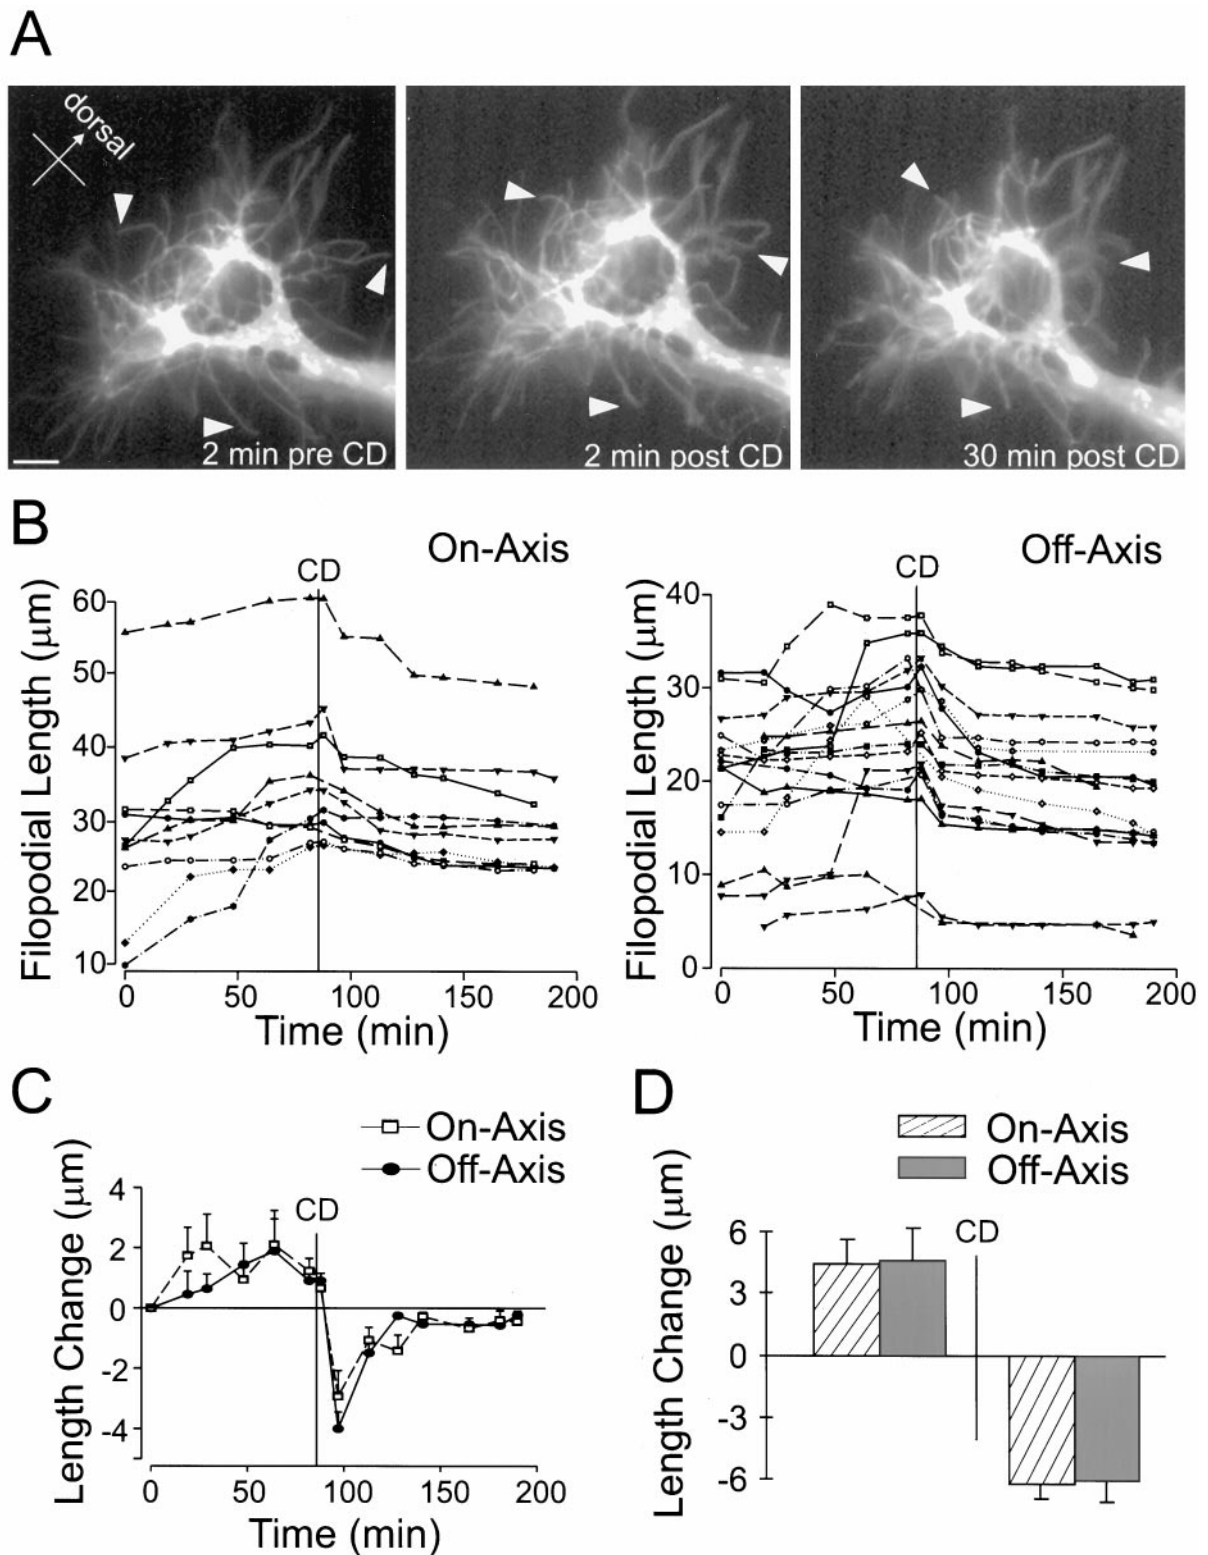 A
dorsal
2 min pre CD
2 min post CD
30 min post CD
B
On-Axis
Off-Axis
CD
CD
Filopodial Length (μm)
60
50
40
30
20
10
0
50
100
150
200
Time (min)
Filopodial Length (μm)
40
30
20
10
0
0
50
100
150
200
Time (min)
C
On-Axis
Off-Axis
CD
Length Change (μm)
4
2
0
-2
-4
0
50
100
150
200
Time (min)
D
On-Axis
Off-Axis
CD
Length Change (μm)
6
3
0
-3
-6